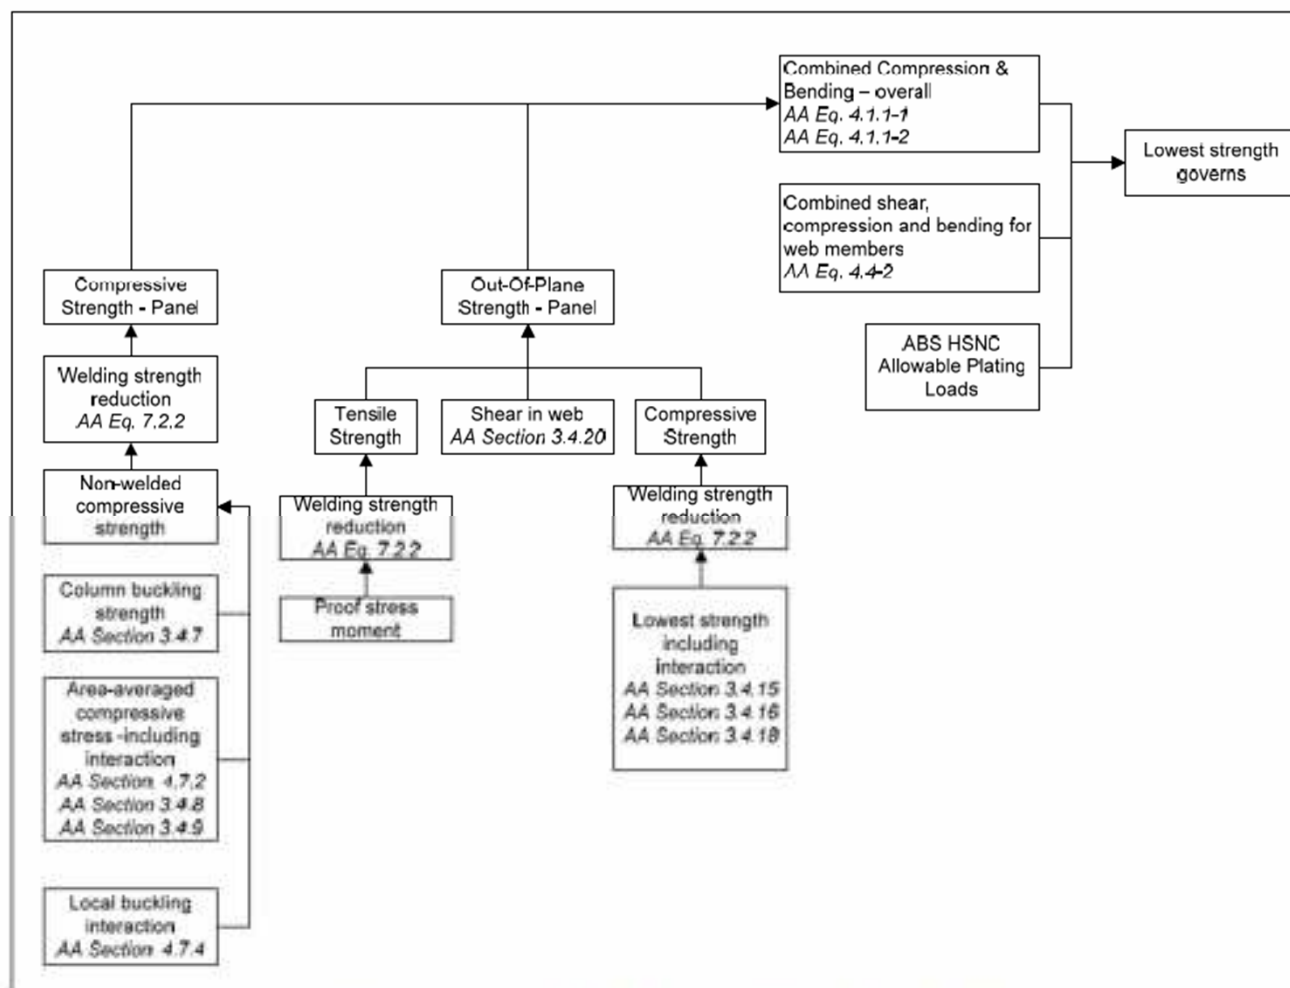 Combined Compression &
Bending – overall
AA Eq. 4.1.1-1
AA Eq. 4.1.1-2
Lowest strength
governs
Combined shear,
compression and bending for
web members
AA Eq. 4.4-2
ABS HSNC
Allowable Plating
Loads
Compressive
Strength - Panel
Out-Of-Plane
Strength - Panel
Welding strength
reduction
AA Eq. 7.2.2
Tensile
Strength
Shear in web
AA Section 3.4.20
Compressive
Strength
Non-welded
compressive
strength
Welding strength
reduction
AA Eq. 7.2.2
Welding strength
reduction
AA Eq. 7.2.2
Column buckling
strength
AA Section 3.4.7
Proof stress
moment
Lowest strength
including
interaction
AA Section 3.4.15
AA Section 3.4.16
AA Section 3.4.18
Area-averaged
compressive
stress -including
interaction
AA Section 4.7.2
AA Section 3.4.8
AA Section 3.4.9
Local buckling
interaction
AA Section 4.7.4